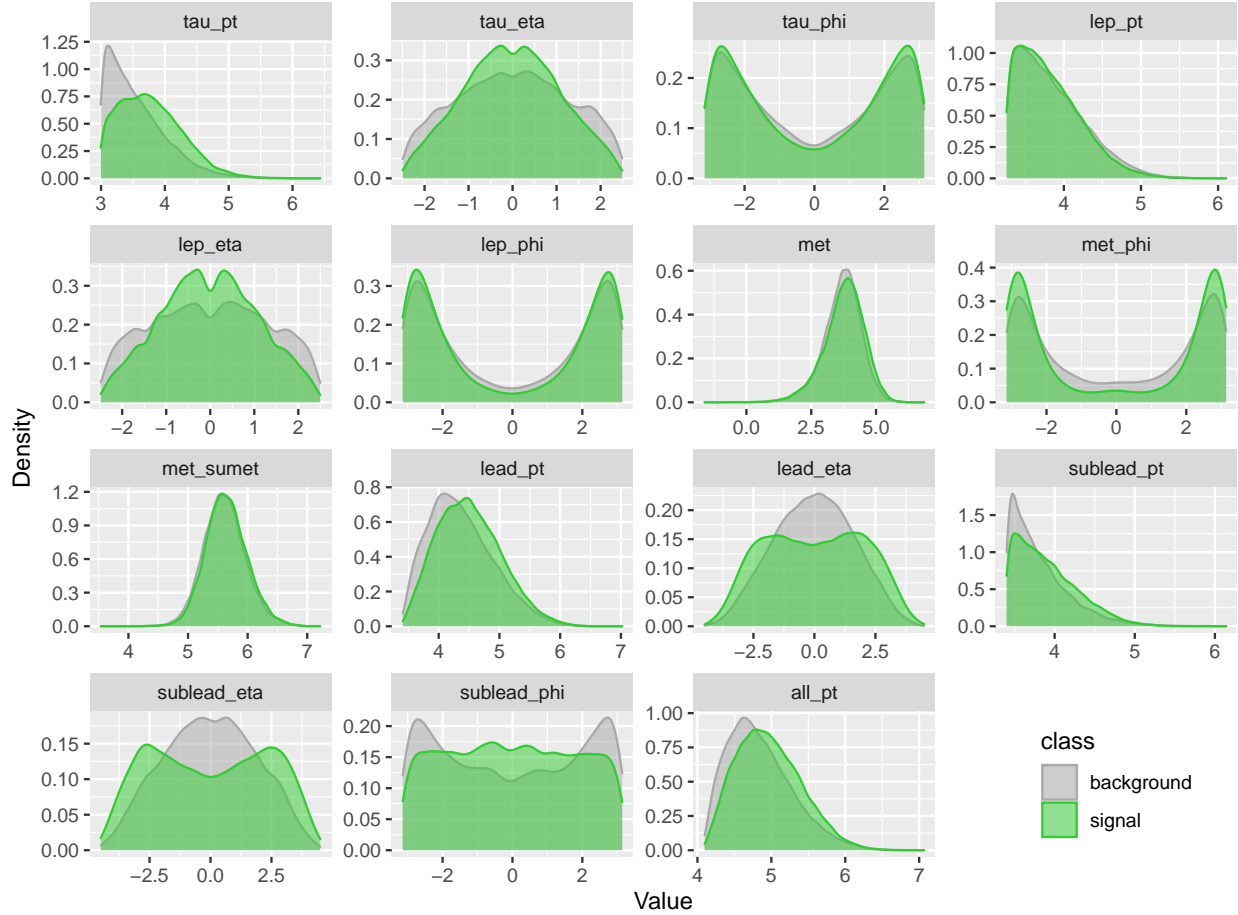 tau_pt
tau_eta
tau_phi
lep_pt
1.25
1.00
0.75
0.50
0.25
0.00
3 4 5 6
0.3
0.2
0.1
0.0
−2 −1 0 1 2
0.2
0.1
0.0
−2 0 2
1.00
0.75
0.50
0.25
0.00
4 5 6
lep_eta
lep_phi
met
met_phi
0.3
0.2
0.1
0.0
−2 −1 0 1 2
0.3
0.2
0.1
0.0
−2 0 2
0.6
0.4
0.2
0.0
0.0 2.5 5.0
0.4
0.3
0.2
0.1
0.0
−2 0 2
Density
met_sumet
lead_pt
lead_eta
sublead_pt
1.2
0.9
0.6
0.3
0.0
4 5 6 7
0.8
0.6
0.4
0.2
0.0
4 5 6 7
0.20
0.15
0.10
0.05
0.00
−2.5 0.0 2.5
1.5
1.0
0.5
0.0
4 5 6
sublead_eta
sublead_phi
all_pt
0.15
0.10
0.05
0.00
−2.5 0.0 2.5
0.20
0.15
0.10
0.05
0.00
−2 0 2
1.00
0.75
0.50
0.25
0.00
4 5 6 7
class
background
signal
Value